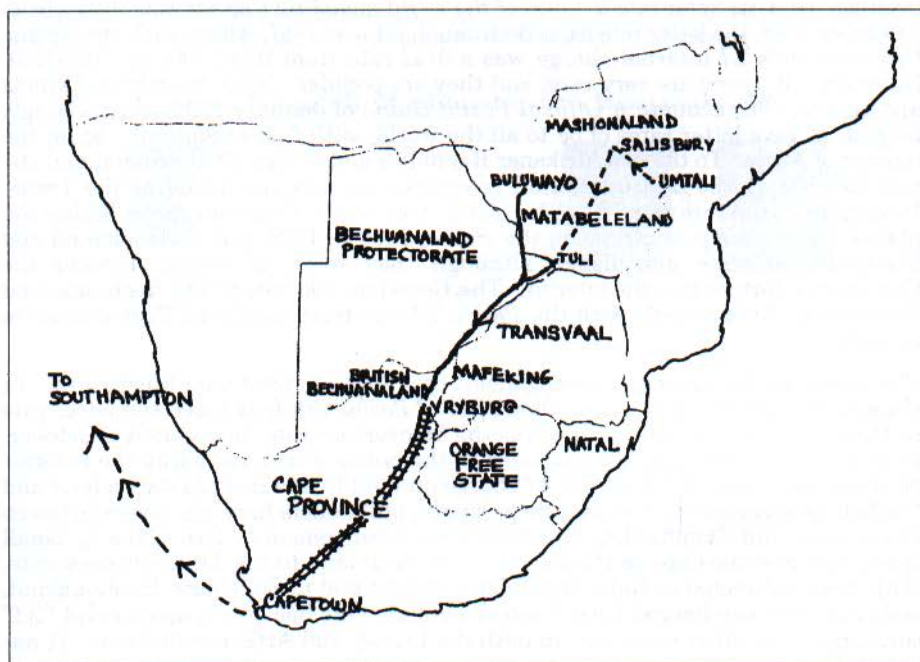 MASHONALAND
SALISBURY
UMTALI
BULUWAYO
MATABELELAND
TULI
BECHUANALAND
PROTECTORATE
TRANSVAAL
BRITISH
BECHUANALAN
MAFEKING
VRYBURG
TO
SOUTHAMPTON
NATAL
ORANGE
FREE
STATE
CAPE
PROVINCE
CAPETOWN